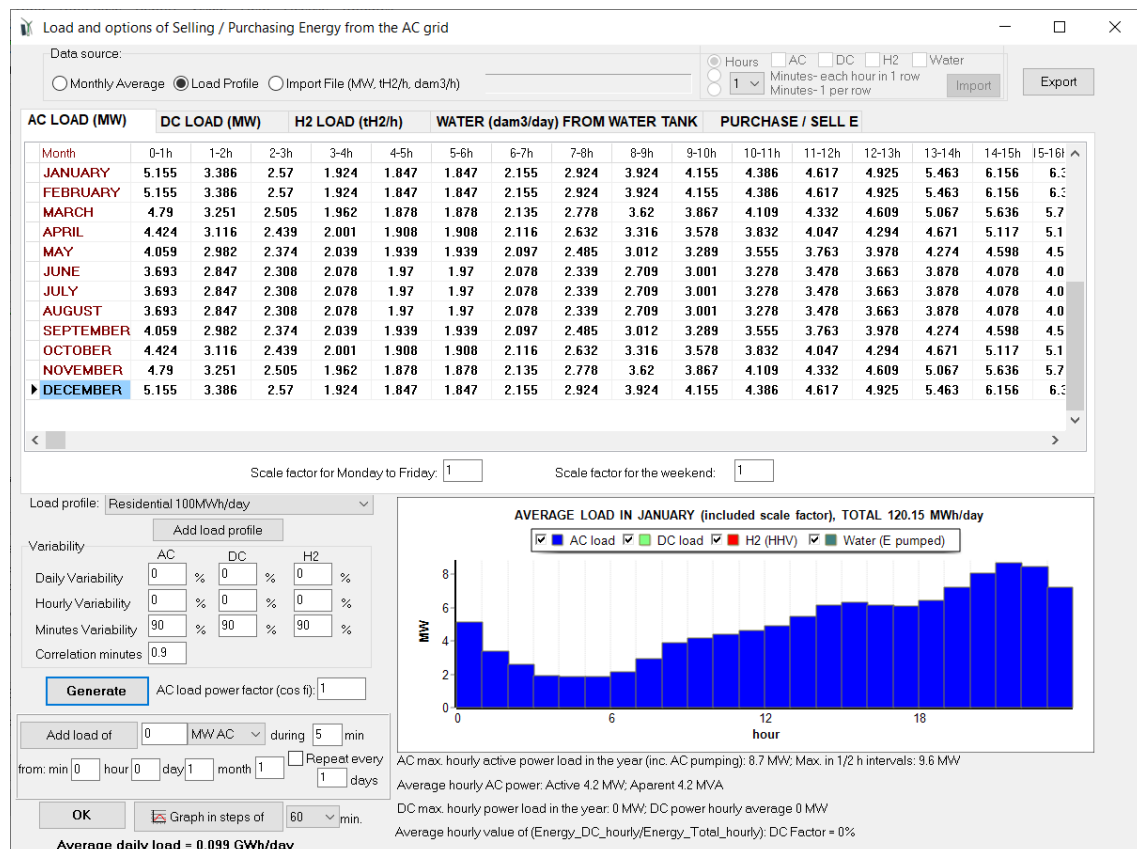 Load and options of Selling / Purchasing Energy from the AC grid
Data source:
Monthly Average Load Profile Import File (MW, tH2/h, dam3/h)
Hours AC DC H2 Water
1 Minutes- each hour in 1 row
Minutes- 1 per row
Import
Export
AC LOAD (MW) DC LOAD (MW) H2 LOAD (tH2/h) WATER (dam3/day) FROM WATER TANK PURCHASE / SELL E
Month 0-1h 1-2h 2-3h 3-4h 4-5h 5-6h 6-7h 7-8h 8-9h 9-10h 10-11h 11-12h 12-13h 13-14h 14-15h 15-16h
JANUARY 5.155 3.386 2.57 1.924 1.847 1.847 2.155 2.924 3.924 4.155 4.386 4.617 4.925 5.463 6.156 6.3
FEBRUARY 5.155 3.386 2.57 1.924 1.847 1.847 2.155 2.924 3.924 4.155 4.386 4.617 4.925 5.463 6.156 6.3
MARCH 4.79 3.251 2.505 1.962 1.878 1.878 2.135 2.778 3.62 3.867 4.109 4.332 4.609 5.067 5.636 5.7
APRIL 4.424 3.116 2.439 2.001 1.908 1.908 2.116 2.632 3.316 3.578 3.832 4.047 4.294 4.671 5.117 5.1
MAY 4.059 2.982 2.374 2.039 1.939 1.939 2.097 2.485 3.012 3.289 3.555 3.763 3.978 4.274 4.598 4.5
JUNE 3.693 2.847 2.308 2.078 1.97 1.97 2.078 2.339 2.709 3.001 3.278 3.478 3.663 3.878 4.078 4.0
JULY 3.693 2.847 2.308 2.078 1.97 1.97 2.078 2.339 2.709 3.001 3.278 3.478 3.663 3.878 4.078 4.0
AUGUST 3.693 2.847 2.308 2.078 1.97 1.97 2.078 2.339 2.709 3.001 3.278 3.478 3.663 3.878 4.078 4.0
SEPTEMBER 4.059 2.982 2.374 2.039 1.939 1.939 2.097 2.485 3.012 3.289 3.555 3.763 3.978 4.274 4.598 4.5
OCTOBER 4.424 3.116 2.439 2.001 1.908 1.908 2.116 2.632 3.316 3.578 3.832 4.047 4.294 4.671 5.117 5.1
NOVEMBER 4.79 3.251 2.505 1.962 1.878 1.878 2.135 2.778 3.62 3.867 4.109 4.332 4.609 5.067 5.636 5.7
DECEMBER 5.155 3.386 2.57 1.924 1.847 1.847 2.155 2.924 3.924 4.155 4.386 4.617 4.925 5.463 6.156 6.3
Scale factor for Monday to Friday: 1 Scale factor for the weekend: 1
Load profile: Residential 100MWh/day
Add load profile
Variability
AC DC H2
Daily Variability 0 % 0 % 0 %
Hourly Variability 0 % 0 % 0 %
Minutes Variability 90 % 90 % 90 %
Correlation minutes 0.9
Generate AC load power factor (cos fi): 1
Add load of 0 MW AC during 5 min
from: min 0 hour 0 day 1 month 1 Repeat every
1 days
OK Graph in steps of 60 min.
Average daily load = 0.099 GWh/day
AVERAGE LOAD IN JANUARY (included scale factor), TOTAL 120.15 MWh/day
AC load DC load H2 (HHV) Water (E pumped)
MW
8
6
4
2
0
0 6 12 18
hour
AC max. hourly active power load in the year (inc. AC pumping): 8.7 MW; Max. in 1/2 h intervals: 9.6 MW
Average hourly AC power: Active 4.2 MW; Aparent 4.2 MVA
DC max. hourly power load in the year: 0 MW; DC power hourly average 0 MW
Average hourly value of (Energy_DC_hourly/Energy_Total_hourly): DC Factor = 0%